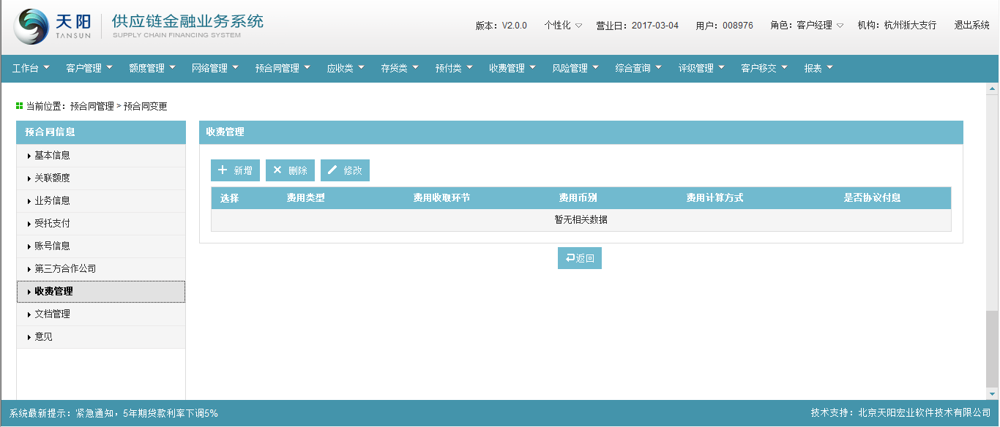 天阳
TANSUN
供应链金融业务系统
SUPPLY CHAIN FINANCING SYSTEM
版本：V2.0.0 个性化 营业日：2017-03-04 用户：008976 角色：客户经理 机构：杭州浙大支行 退出系统
工作台 客户管理 额度管理 网络管理 预合同管理 应收类 存货类 预付类 收费管理 风险管理 综合查询 评级管理 客户移交 报表
当前位置：预合同管理 > 预合同变更
预合同信息
基本信息
关联额度
业务信息
受托支付
账号信息
第三方合作公司
收费管理
文档管理
意见
收费管理
新增 删除 修改
选择 费用类型 费用收取环节 费用币别 费用计算方式 是否协议付息
暂无相关数据
返回
系统最新提示：紧急通知，5年期贷款利率下调5%
技术支持：北京天阳宏业软件技术有限公司